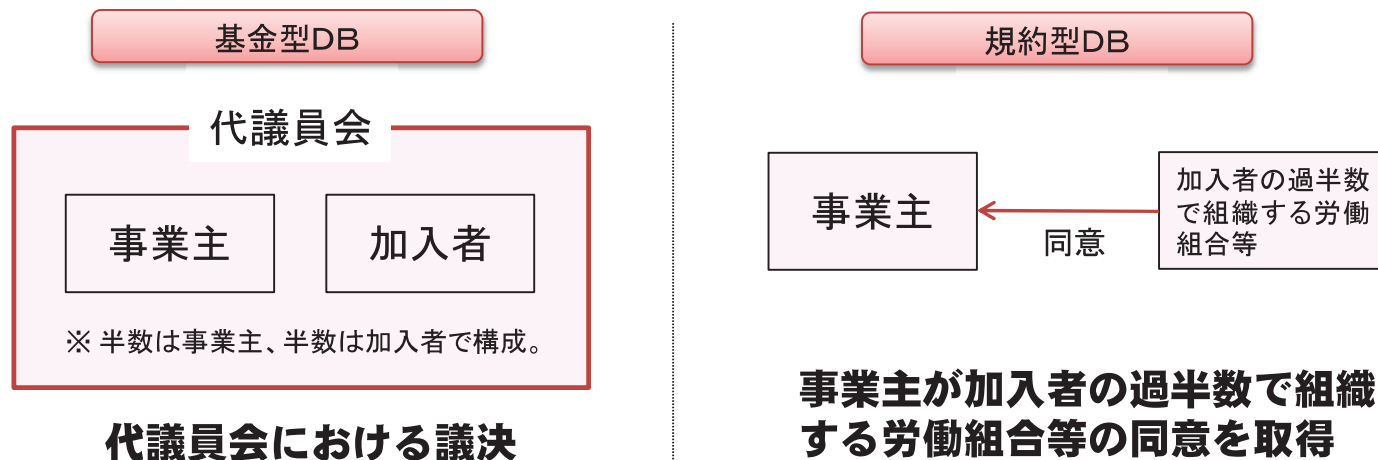 基金型DB
代議員会
事業主
加入者
※ 半数は事業主、半数は加入者で構成。
代議員会における議決
規約型DB
事業主
同意
加入者の過半数
で組織する労働
組合等
事業主が加入者の過半数で組織
する労働組合等の同意を取得